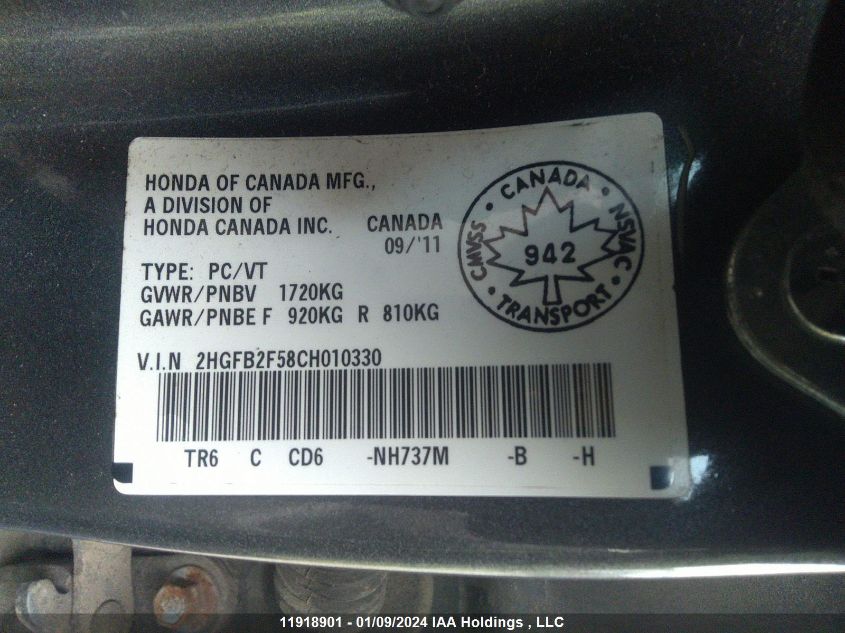 HONDA OF CANADA MFG.,
A DIVISION OF
HONDA CANADA INC. CANADA
09/'11
TYPE: PC/VT
GVWR/PNBV 1720KG
GAWR/PNBE F 920KG R 810KG
CANADA
CMVSS 942 NSVAC
TRANSPORT
V.I.N 2HGFB2F58CH010330
TR6 C CD6 -NH737M -B -H
11918901 - 01/09/2024 IAA Holdings , LLC